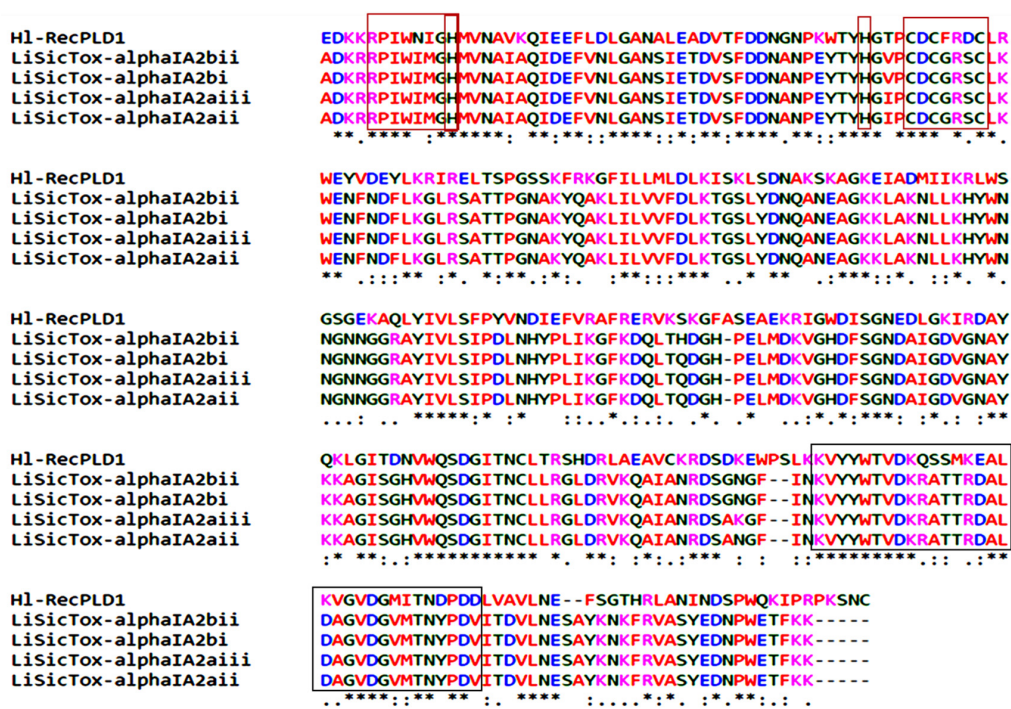 Hl-RecPLD1 EDKKRPIWNIGHMVNAVKQIEEFLDLGANALEADVTFDDNGNPKWTYHGTPCDCFRDCLR
LiSicTox-alphaIA2bii ADKRRPIWIMGHMVNAIAQIDEFVNLGANSIETDVSFDDNANPEYTYHGVPCDCGRSCLK
LiSicTox-alphaIA2bi ADKRRPIWIMGHMVNAIAQIDEFVNLGANSIETDVSFDDNANPEYTYHGVPCDCGRSCLK
LiSicTox-alphaIA2aiii ADKRRPIWIMGHMVNAIAQIDEFVNLGANSIETDVSFDDNANPEYTYHGIPCDCGRSCLK
LiSicTox-alphaIA2aii ADKRRPIWIMGHMVNAIAQIDEFVNLGANSIETDVSFDDNANPEYTYHGIPCDCGRSCLK
Hl-RecPLD1 WEYVDEYLKRIRELTSPGSSKFRKGFILLMLDLKISKLSDNAKSKAGKEIADMIIKRLWS
LiSicTox-alphaIA2bii WENFNDFLKGLRSATTPGNAKYQAKLILVVFDLKTGSLYDNQANEAGKKLAKNLLKHYWN
LiSicTox-alphaIA2bi WENFNDFLKGLRSATTPGNAKYQAKLILVVFDLKTGSLYDNQANEAGKKLAKNLLKHYWN
LiSicTox-alphaIA2aiii WENFNDFLKGLRSATTPGNAKYQAKLILVVFDLKTGSLYDNQANEAGKKLAKNLLKHYWN
LiSicTox-alphaIA2aii WENFNDFLKGLRSATTPGNAKYQAKLILVVFDLKTGSLYDNQANEAGKKLAKNLLKHYWN
Hl-RecPLD1 GSGEKAQLYIVLSFPYVNDIEFVRAFRERVKSKGFASEAEKRIGWDISGNEDLGKIRDAY
LiSicTox-alphaIA2bii NGNNGGRAYIVLSIPDLNHYPLIKGFKDQLTHDGH-PELMDKVGHDFSGNDAIGDVGNAY
LiSicTox-alphaIA2bi NGNNGGRAYIVLSIPDLNHYPLIKGFKDQLTQDGH-PELMDKVGHDFSGNDAIGDVGNAY
LiSicTox-alphaIA2aiii NGNNGGRAYIVLSIPDLNHYPLIKGFKDQLTQDGH-PELMDKVGHDFSGNDAIGDVGNAY
LiSicTox-alphaIA2aii NGNNGGRAYIVLSIPDLNHYPLIKGFKDQLTQDGH-PELMDKVGHDFSGNDAIGDVGNAY
Hl-RecPLD1 QKLGITDNVWQSDGITNCLTRSHDRLAEAVCKRDSDKEWPSLKKVYYWTVDKQSSMKEAL
LiSicTox-alphaIA2bii KKAGISGHVWQSDGITNCLLRGLDRVKQAIANRDSGNGF--INKVYYWTVDKRATTRDAL
LiSicTox-alphaIA2bi KKAGISGHVWQSDGITNCLLRGLDRVKQAIANRDSGNGF--INKVYYWTVDKRATTRDAL
LiSicTox-alphaIA2aiii KKAGISGHVWQSDGITNCLLRGLDRVKQAIANRDSAKGF--INKVYYWTVDKRATTRDAL
LiSicTox-alphaIA2aii KKAGISGHVWQSDGITNCLLRGLDRVKQAIANRDSANGF--INKVYYWTVDKRATTRDAL
Hl-RecPLD1 KVGVDGMITNDPDDLVAVLNE--FSGTHRLANINDSPWQKIPRPKSNC
LiSicTox-alphaIA2bii DAGVDGVMTNYPDVITDVLNESAYKNKFRVASYEDNPWETFKK-----
LiSicTox-alphaIA2bi DAGVDGVMTNYPDVITDVLNESAYKNKFRVASYEDNPWETFKK-----
LiSicTox-alphaIA2aiii DAGVDGVMTNYPDVITDVLNESAYKNKFRVASYEDNPWETFKK-----
LiSicTox-alphaIA2aii DAGVDGVMTNYPDVITDVLNESAYKNKFRVASYEDNPWETFKK-----